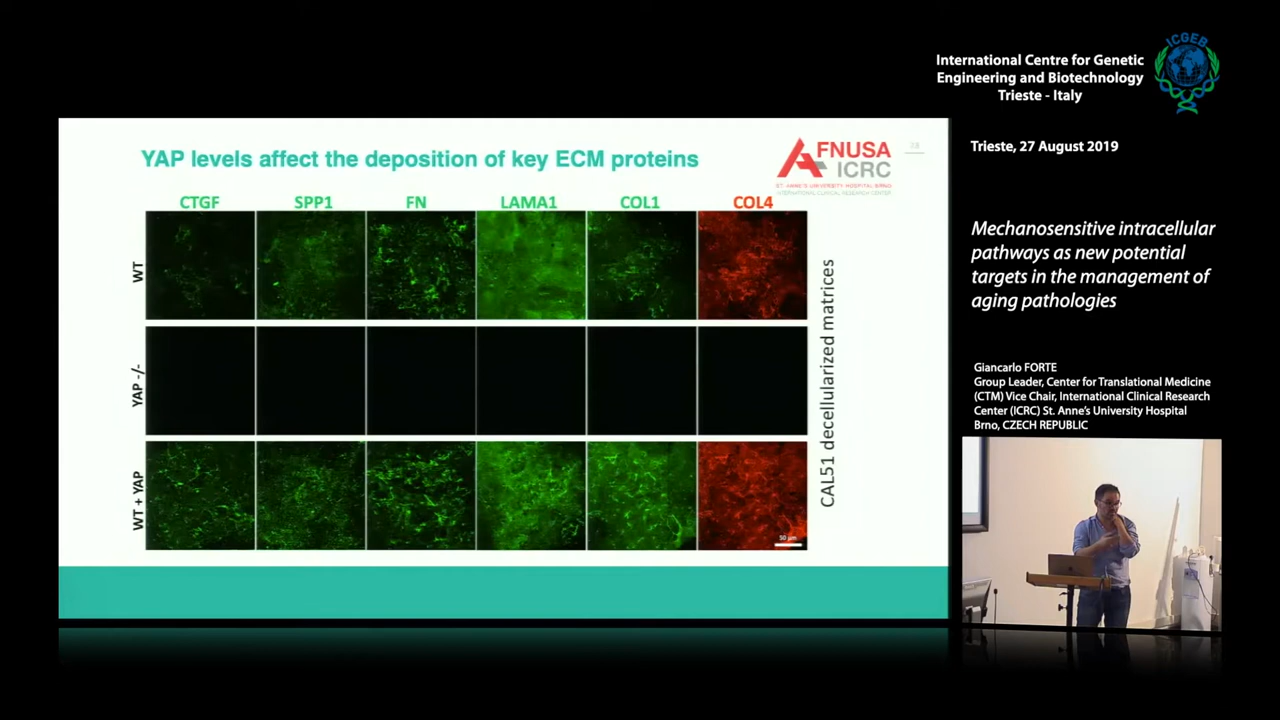 ICGEB
International Centre for Genetic
Engineering and Biotechnology
Trieste - Italy
Trieste, 27 August 2019
Mechanosensitive intracellular
pathways as new potential
targets in the management of
aging pathologies
Giancarlo FORTE
Group Leader, Center for Translational Medicine
(CTM) Vice Chair, International Clinical Research
Center (ICRC) St. Anne's University Hospital
Brno, CZECH REPUBLIC
YAP levels affect the deposition of key ECM proteins
FNUSA
ICRC
ST. ANNE'S UNIVERSITY HOSPITAL BRNO
INTERNATIONAL CLINICAL RESEARCH CENTER
CTGF SPP1 FN LAMA1 COL1 COL4
WT
YAP -/-
WT + YAP
CAL51 decellularized matrices
50 μm